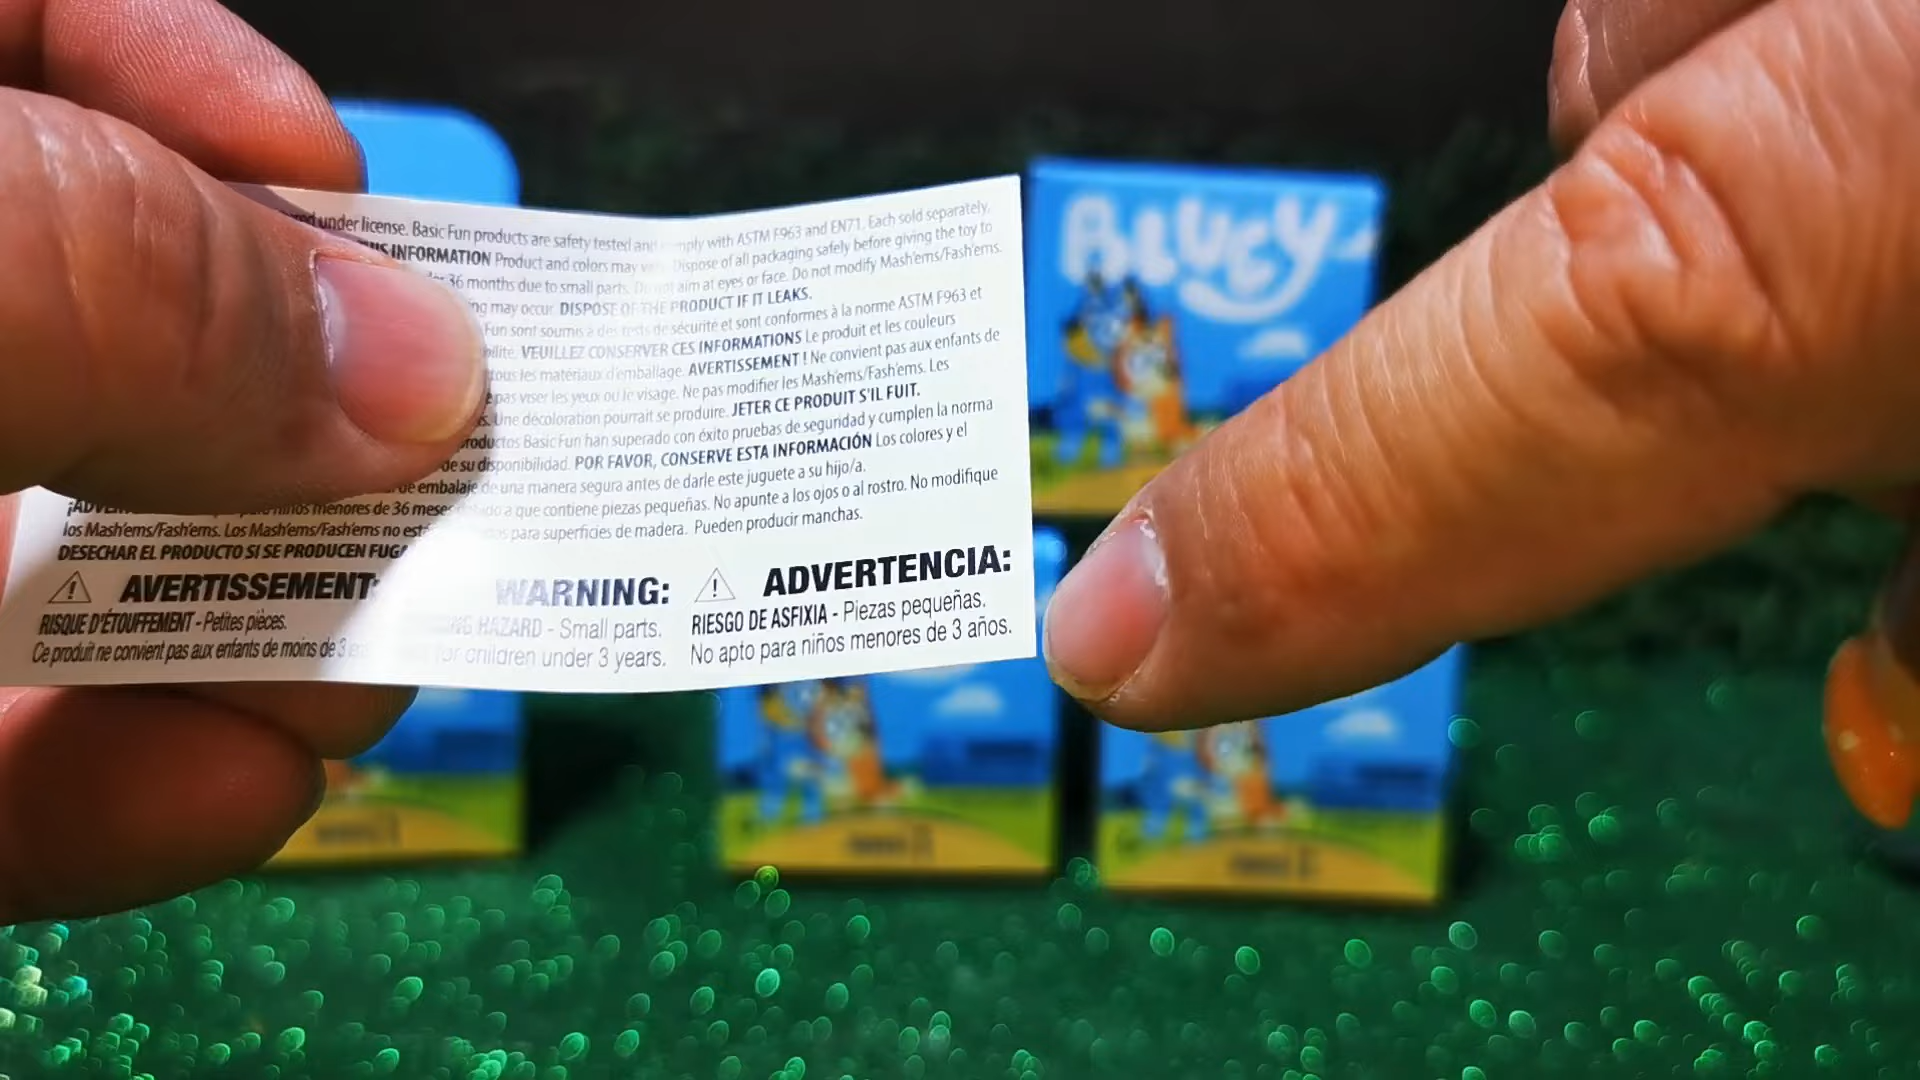 under license. Basic Fun products are safety tested and comply with ASTM F963 and EN71. Each sold separately.
INFORMATION Product and colors may vary. Dispose of all packaging safely before giving the toy to
36 months due to small parts. Do not aim at eyes or face. Do not modify Mash'ems/Fash'ems.
may occur. DISPOSE OF THE PRODUCT IF IT LEAKS.
Fun sont soumis à des tests de sécurité et sont conformes à la norme ASTM F963 et
VEUILLEZ CONSERVER CES INFORMATIONS Le produit et les couleurs
tous les matériaux d'emballage. AVERTISSEMENT ! Ne convient pas aux enfants de
pas viser les yeux ou le visage. Ne pas modifier les Mash'ems/Fash'ems. Les
Une décoloration pourrait se produire. JETER CE PRODUIT S'IL FUIT.
Basic Fun han superado con éxito pruebas de seguridad y cumplen la norma
de su disponibilidad. POR FAVOR, CONSERVE ESTA INFORMACIÓN Los colores y el
embalaje de una manera segura antes de darle este juguete a su hijo/a.
niños menores de 36 meses a que contiene piezas pequeñas. No apunte a los ojos o al rostro. No modifique
los Mash'ems/Fash'ems. Los Mash'ems/Fash'ems no para superficies de madera. Pueden producir manchas.
DESECHAR EL PRODUCTO SI SE PRODUCEN
AVERTISSEMENT:
RISQUE D'ÉTOUFFEMENT - Petites pièces.
Ce produit ne convient pas aux enfants de moins de 3
WARNING:
HAZARD - Small parts.
for children under 3 years.
ADVERTENCIA:
RIESGO DE ASFIXIA - Piezas pequeñas.
No apto para niños menores de 3 años.
BLUEY